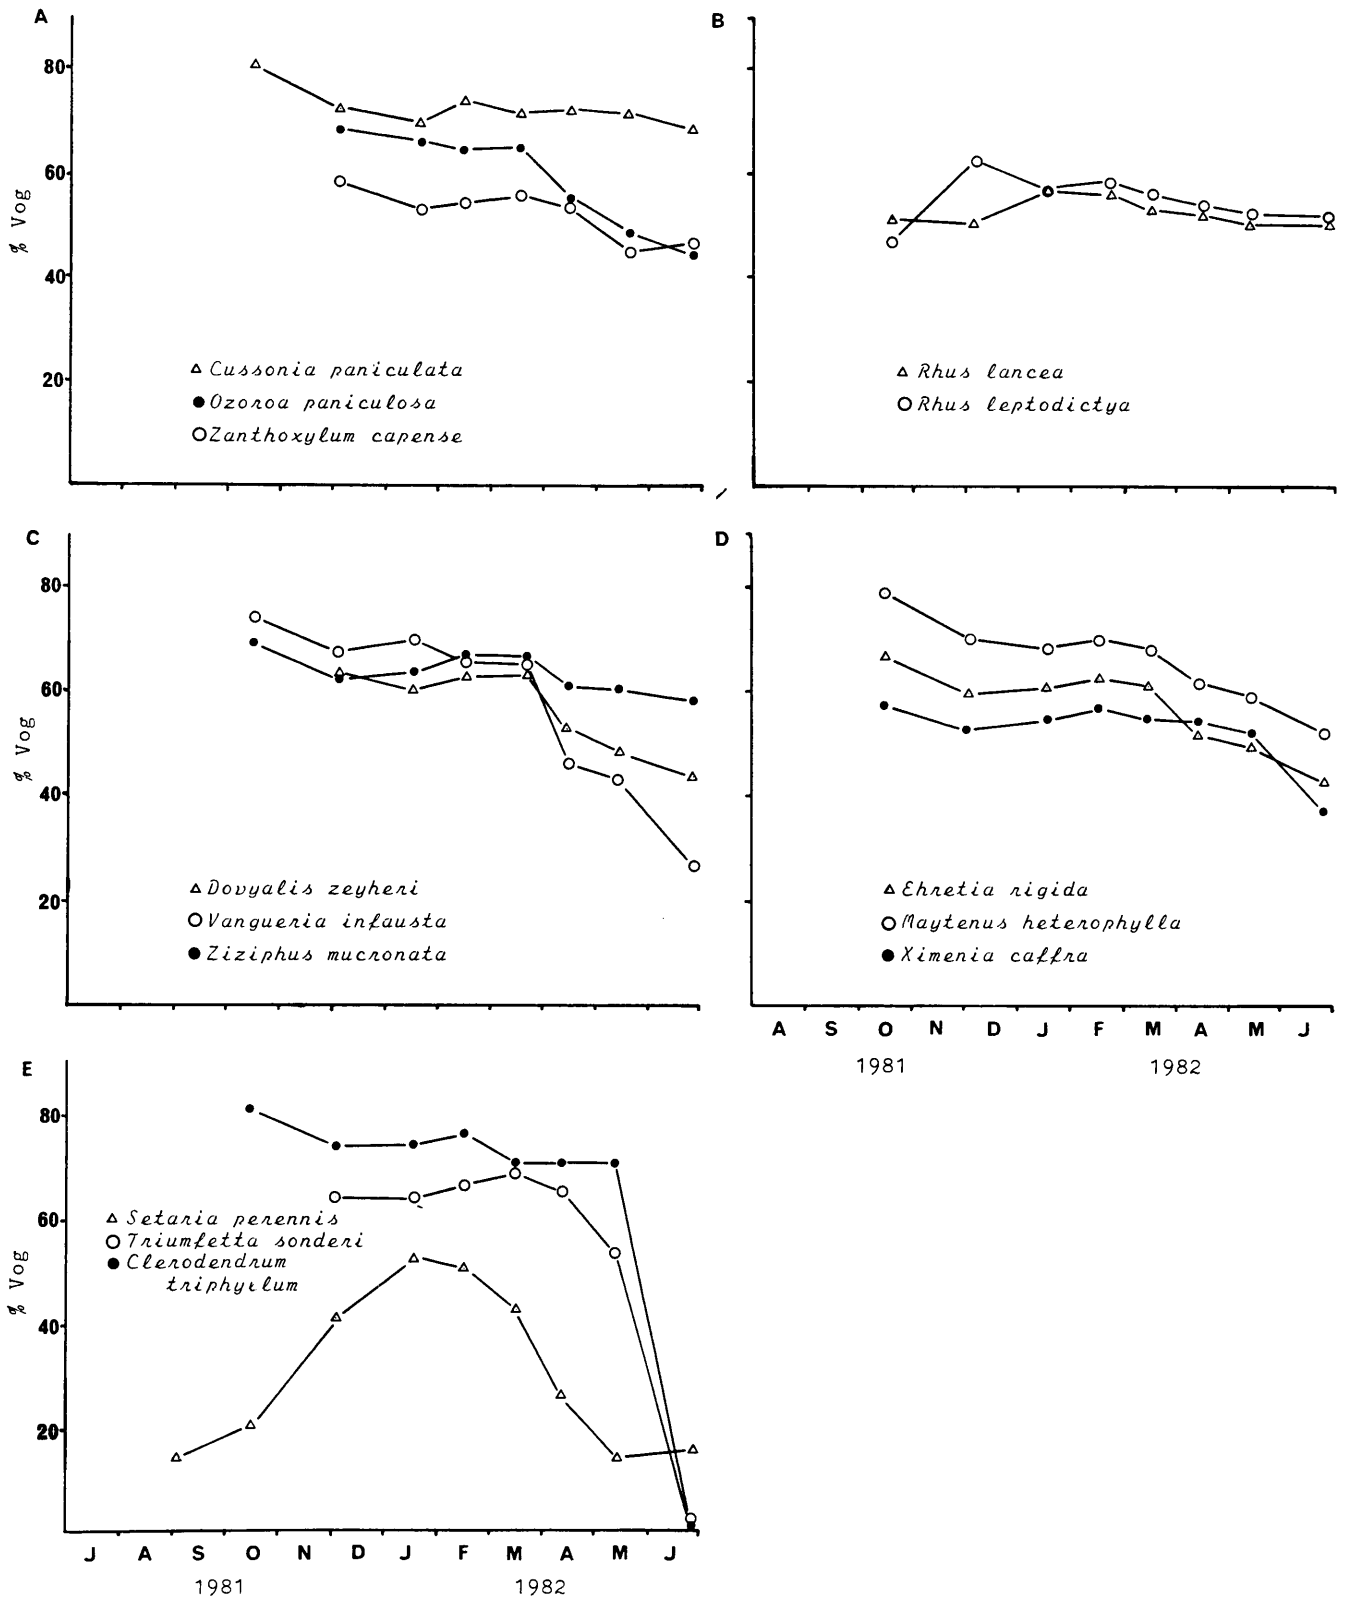 A
80
60
40
20
% Vog
Cussonia paniculata
Ozoroa paniculosa
Zanthoxylum capense
B
Rhus lancea
Rhus leptodictya
C
80
60
40
20
% Vog
Dovyalis zeyheri
Vangueria infausta
Ziziphus mucronata
D
Ehretia rigida
Maytenus heterophylla
Ximenia caffra
A S O N D J F M A M J
1981 1982
E
80
60
40
20
% Vog
Setaria perennis
Triumfetta sonderi
Clerodendrum
triphyllum
J A S O N D J F M A M J
1981 1982